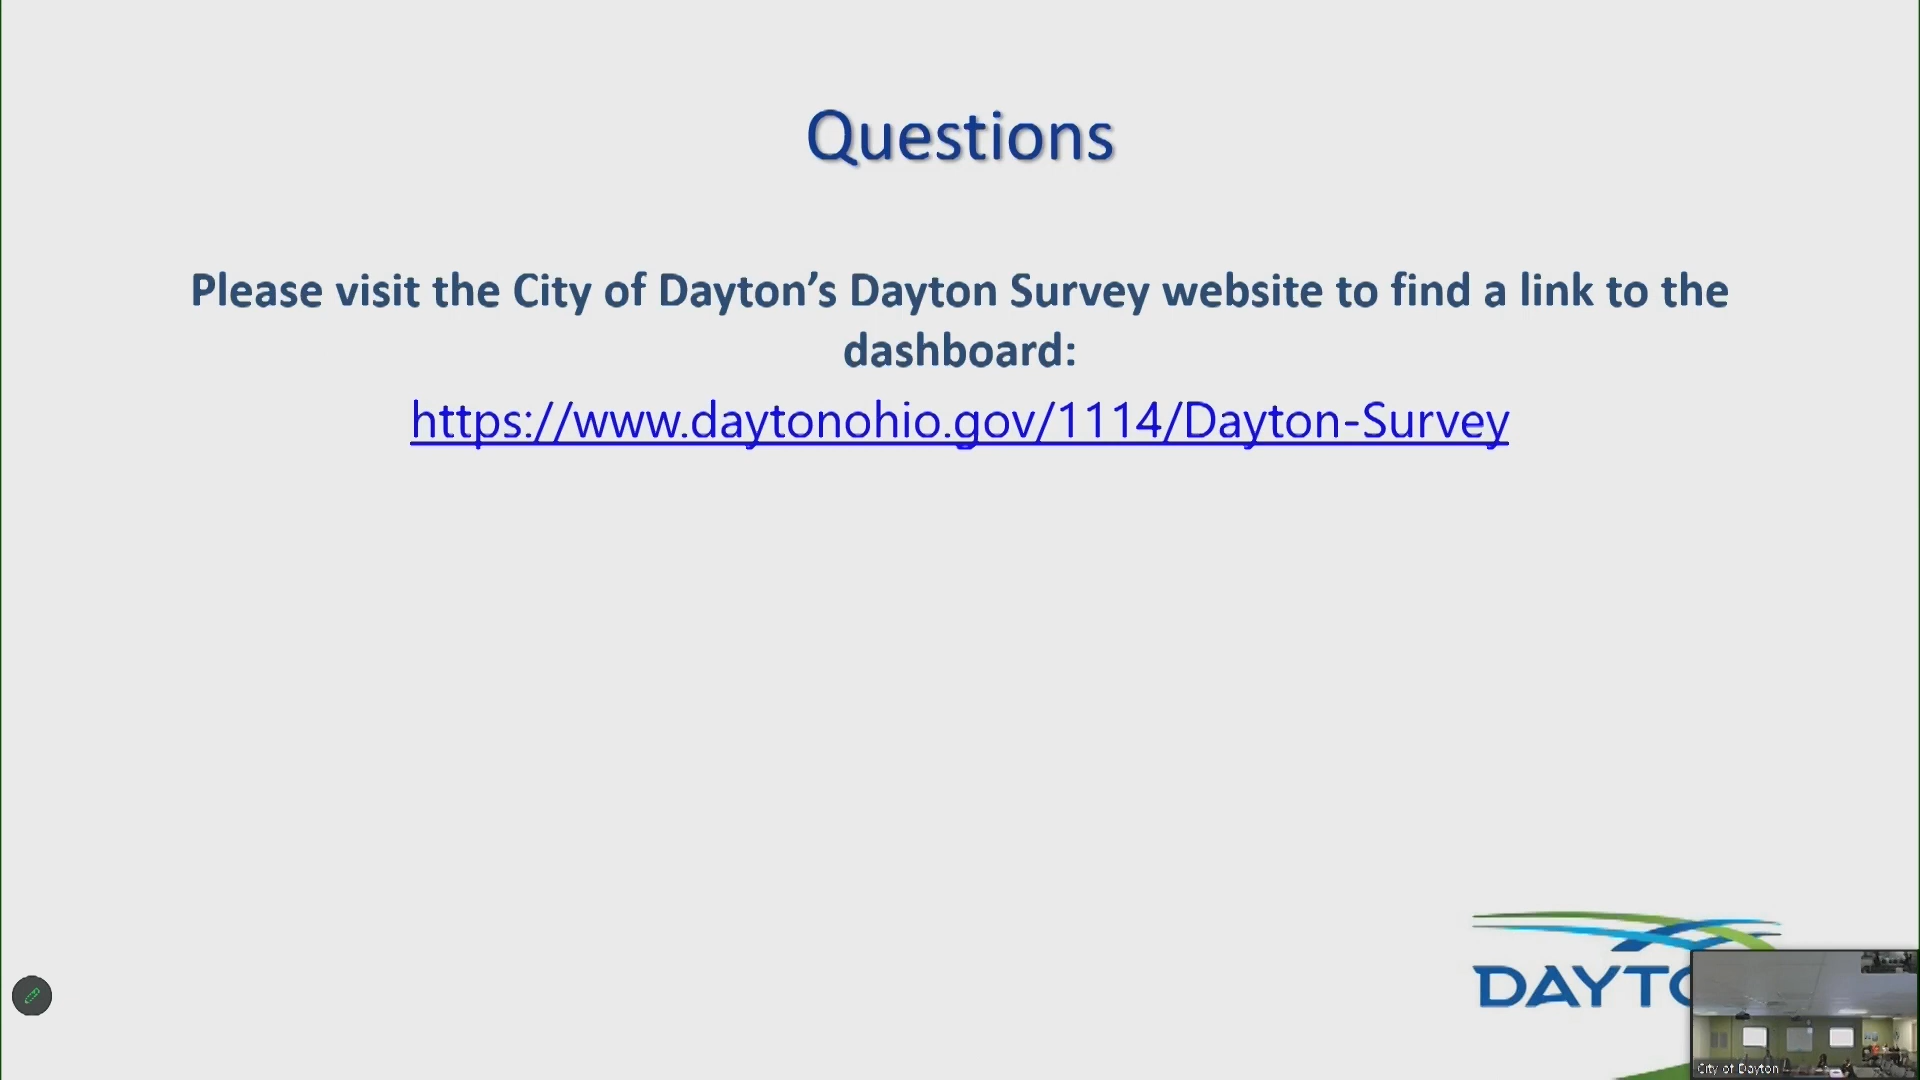 Questions
Please visit the City of Dayton’s Dayton Survey website to find a link to the
dashboard:
https://www.daytonohio.gov/1114/Dayton-Survey
DAYTO
City of Dayton